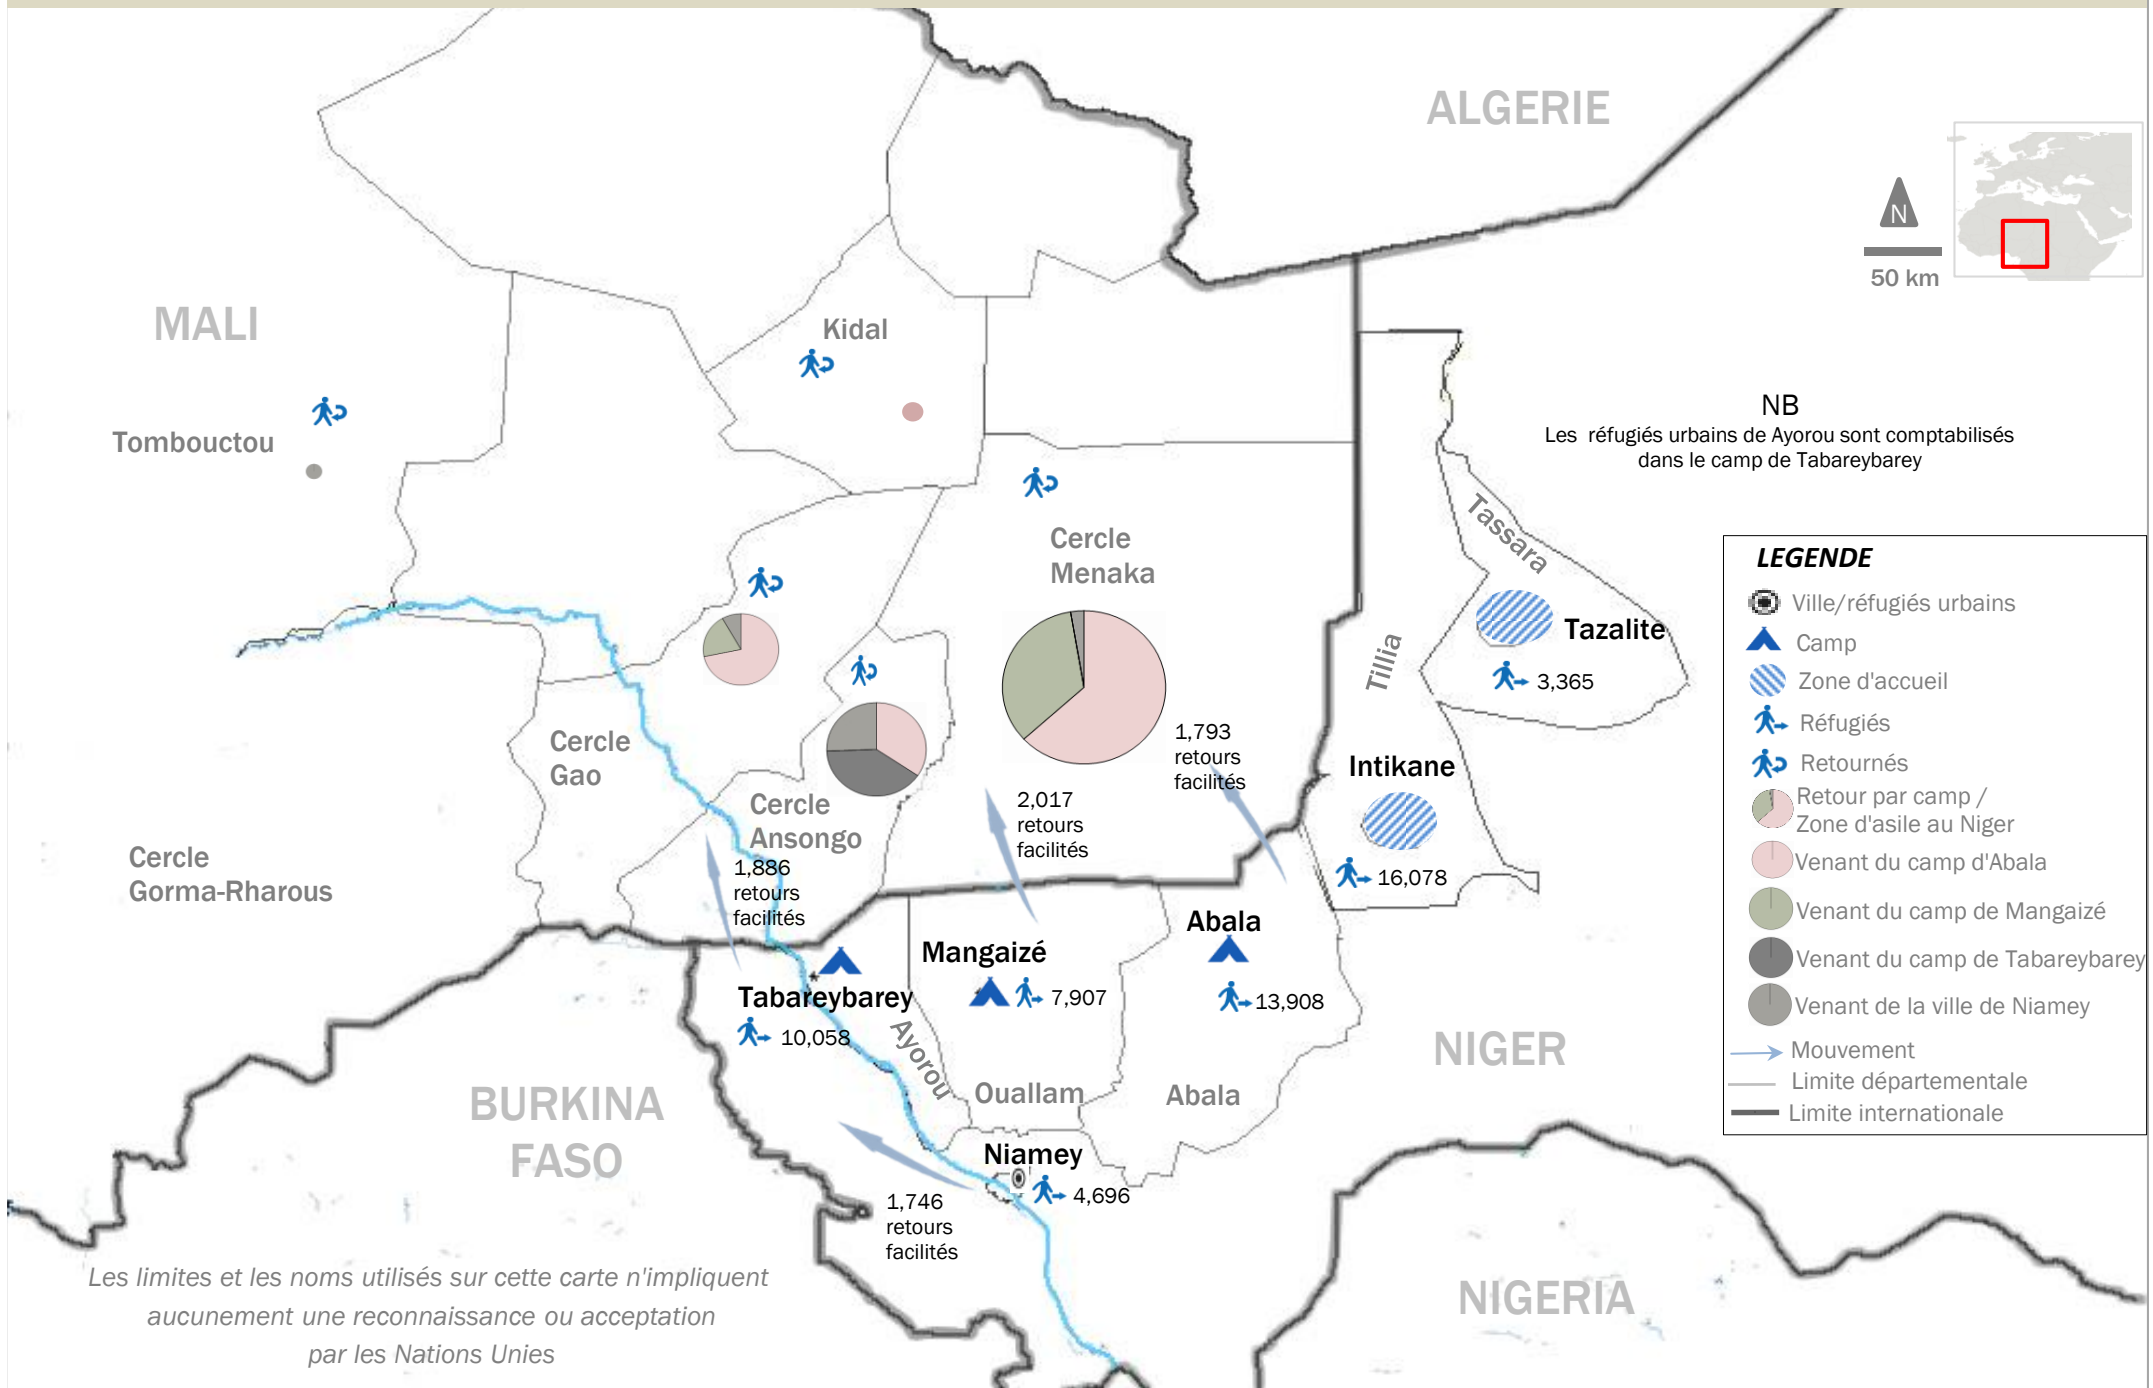 ALGERIE
N
50 km
MALI
Kidal
Tombouctou
NB
Les réfugiés urbains de Ayorou sont comptabilisés
dans le camp de Tabareybarey
Tassara
Cercle
Menaka
Tazalite
3,365
Tillia
LEGENDE
Ville/réfugiés urbains
Camp
Zone d'accueil
Réfugiés
Retournés
Retour par camp /
Zone d'asile au Niger
Venant du camp d'Abala
Venant du camp de Mangaizé
Venant du camp de Tabareybarey
Venant de la ville de Niamey
Mouvement
Limite départementale
Limite internationale
Cercle
Gao
1,793
retours
facilités
Intikane
16,078
2,017
retours
facilités
Cercle
Ansongo
1,886
retours
facilités
Cercle
Gorma-Rharous
Abala
13,908
Mangaizé
7,907
Tabareybarey
10,058
Ayorou
Ouallam
Abala
NIGER
BURKINA
FASO
Niamey
4,696
1,746
retours
facilités
NIGERIA
Les limites et les noms utilisés sur cette carte n'impliquent
aucunement une reconnaissance ou acceptation
par les Nations Unies